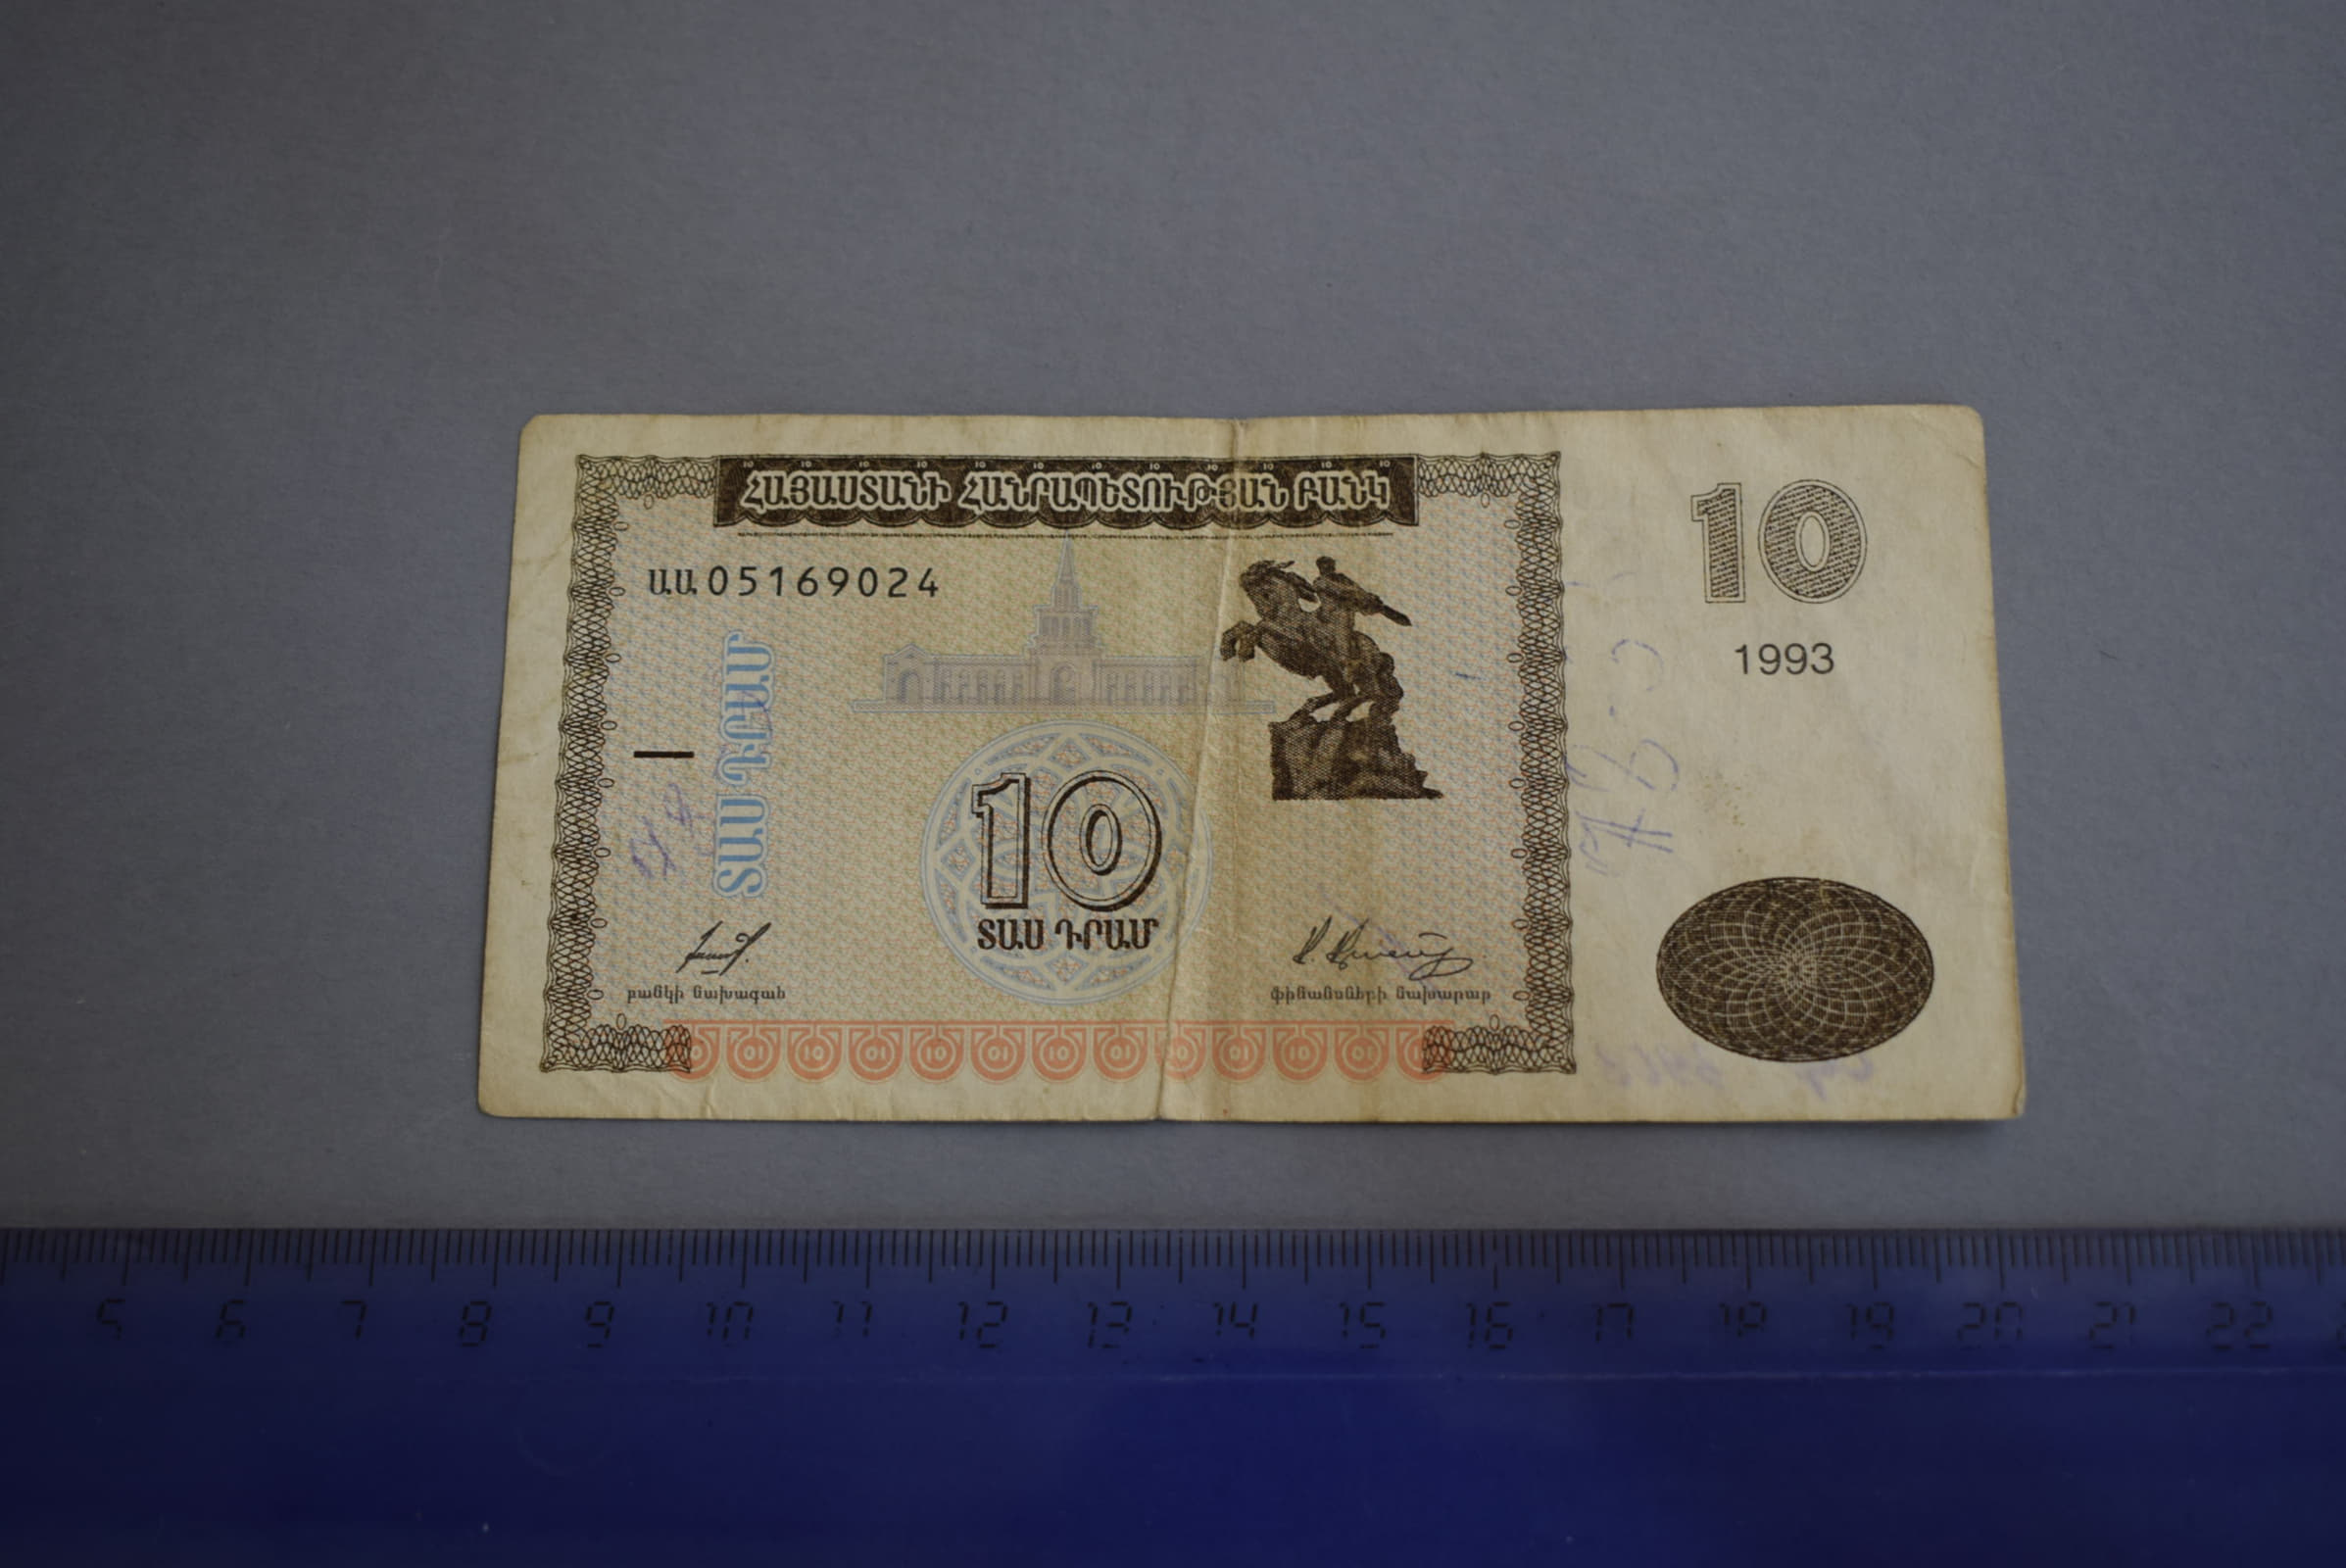 ՀԱՅԱՍՏԱՆԻ ՀԱՆՐԱՊԵՏՈՒԹՅԱՆ ԲԱՆԿ
ԱԱ 05169024
10
1993
ՏԱՍ ԴՐԱՄ
10
ՏԱՍ ԴՐԱՄ
բանկի նախագահ
ֆինանսների նախարար
5 6 7 8 9 10 11 12 13 14 15 16 17 18 19 20 21 22